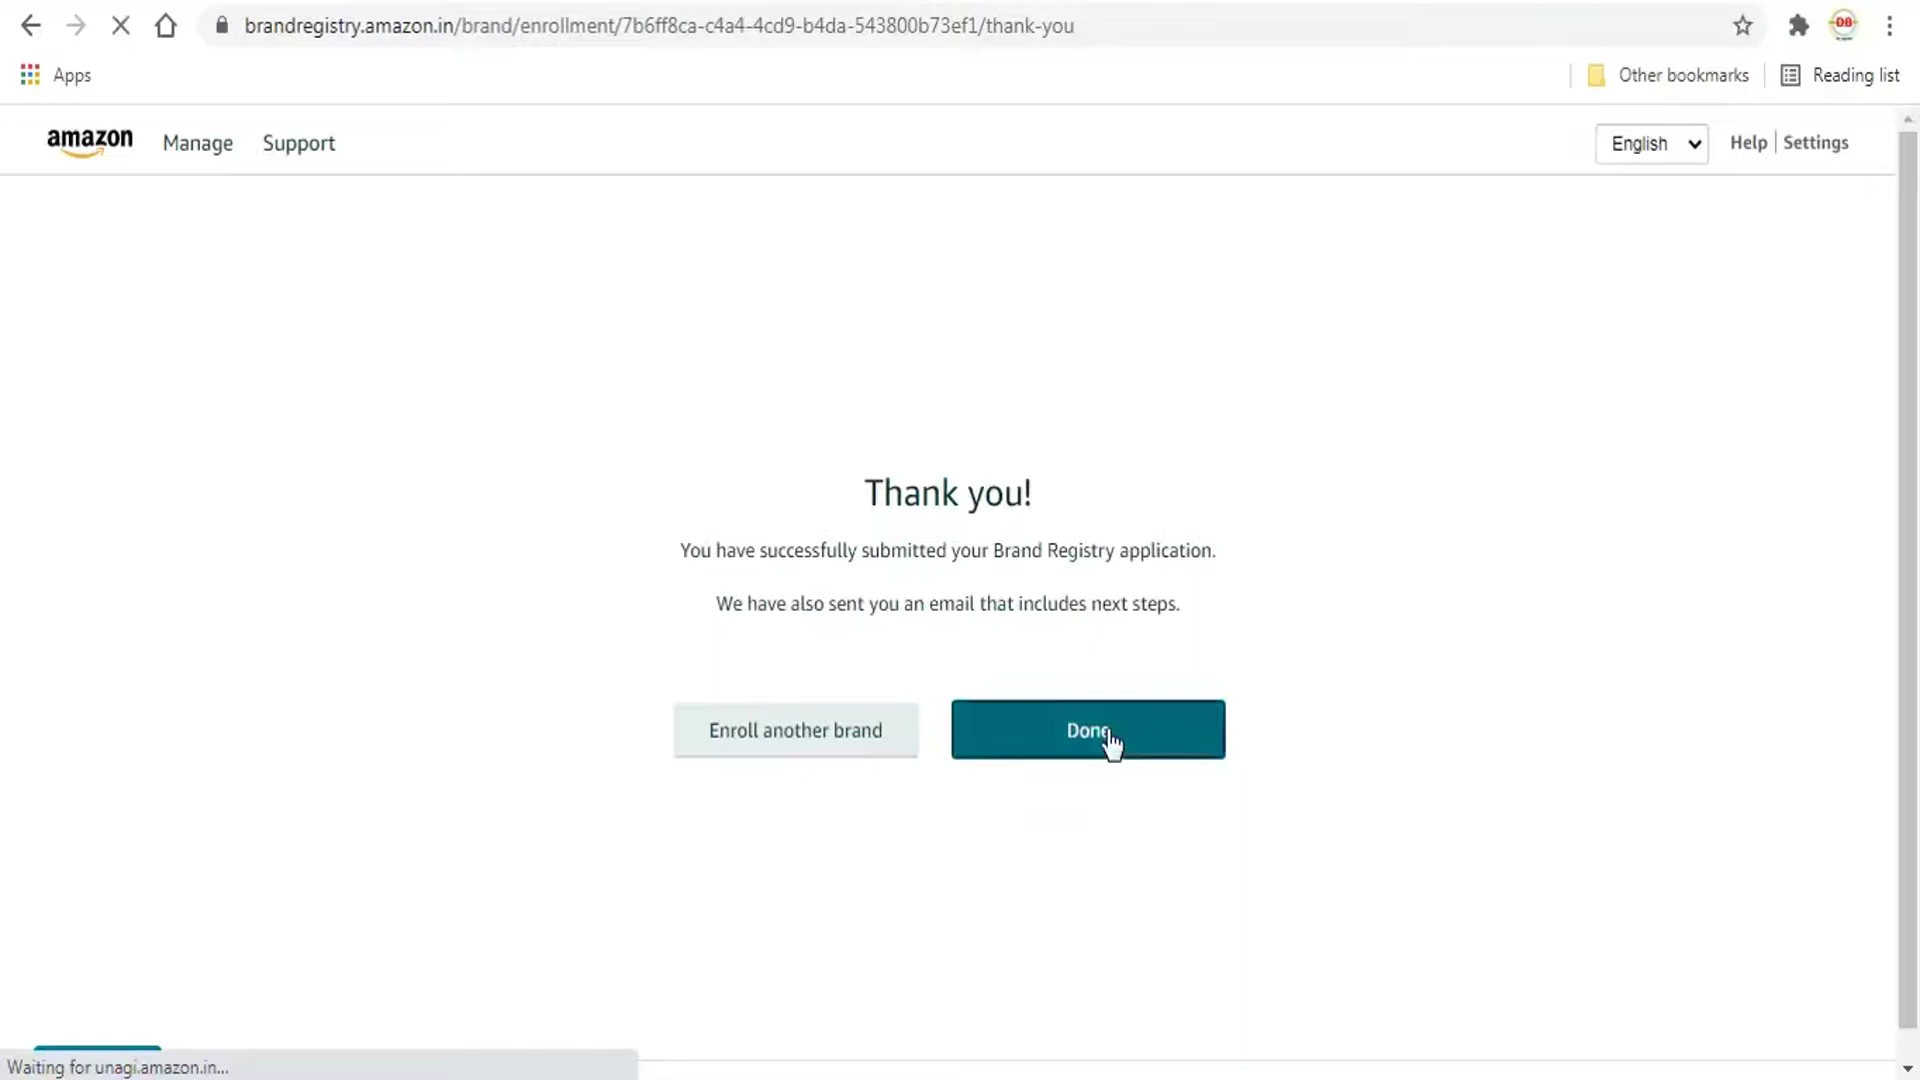 brandregistry.amazon.in/brand/enrollment/7b6ff8ca-c4a4-4cd9-b4da-543800b73ef1/thank-you
DB
Apps
Other bookmarks
Reading list
amazon
Manage
Support
English
Help
Settings
Thank you!
You have successfully submitted your Brand Registry application.
We have also sent you an email that includes next steps.
Enroll another brand
Done
Waiting for unagi.amazon.in...